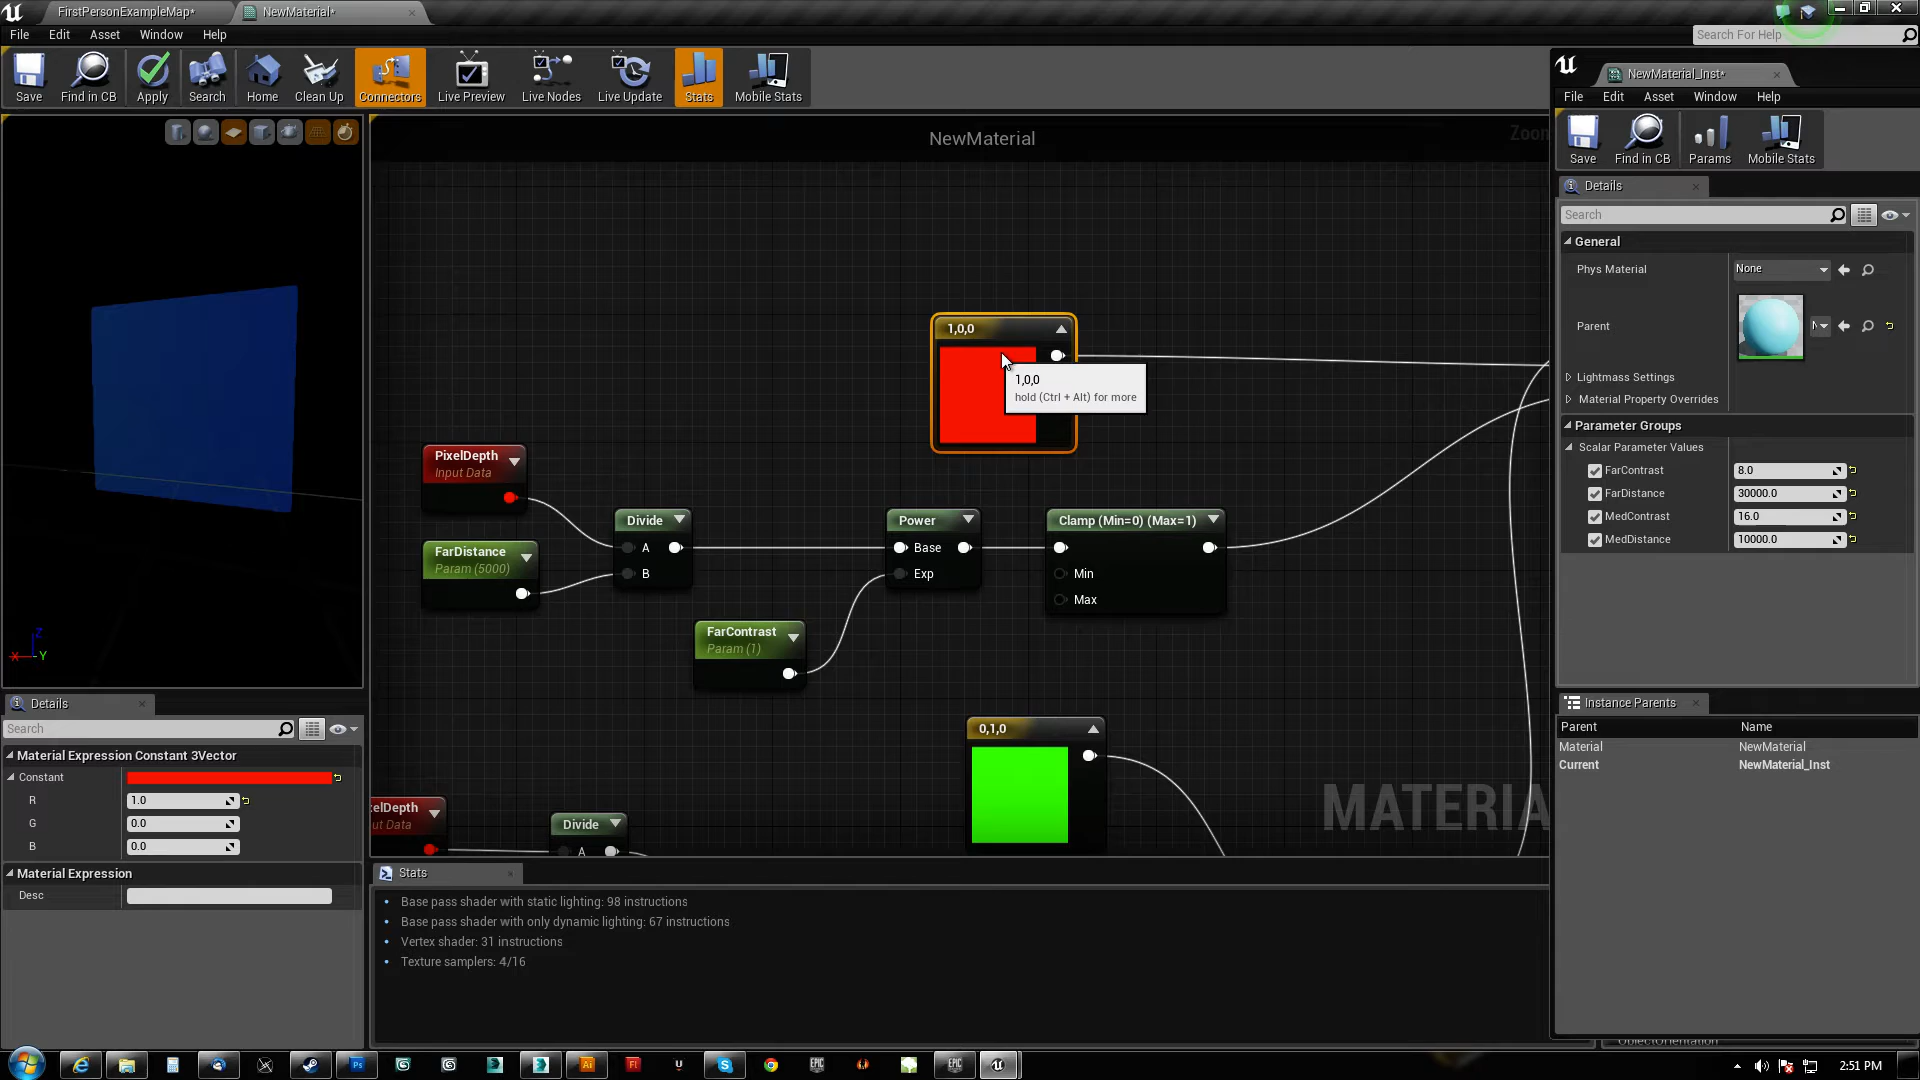 FirstPersonExampleMap*
NewMaterial*
File Edit Asset Window Help
Search For Help
Save Find in CB Apply Search Home Clean Up Connectors Live Preview Live Nodes Live Update Stats Mobile Stats
NewMaterial
Zoom
1,0,0
1,0,0
hold (Ctrl + Alt) for more
PixelDepth
Input Data
FarDistance
Param (5000)
Divide
A
B
Power
Base
Exp
Clamp (Min=0) (Max=1)
Min
Max
FarContrast
Param (1)
0,1,0
xelDepth
ut Data
Divide
A
MATERIA
Z
X
Y
Details
Search
Material Expression Constant 3Vector
Constant
R 1.0
G 0.0
B 0.0
Material Expression
Desc
Stats
Base pass shader with static lighting: 98 instructions
Base pass shader with only dynamic lighting: 67 instructions
Vertex shader: 31 instructions
Texture samplers: 4/16
NewMaterial_Inst*
File Edit Asset Window Help
Save Find in CB Params Mobile Stats
Details
Search
General
Phys Material None
Parent
Lightmass Settings
Material Property Overrides
Parameter Groups
Scalar Parameter Values
FarContrast 8.0
FarDistance 30000.0
MedContrast 16.0
MedDistance 10000.0
Instance Parents
Parent Name
Material NewMaterial
Current NewMaterial_Inst
ObjectOrientation
Ps
Ai
Fl
EPIC
EPIC
2:51 PM